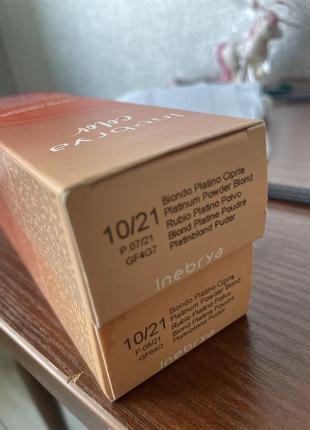 Inebrya
color
10/21
P.07/21
GF4G7
Biondo Platino Cipria
Platinum Powder Blond
Rubio Platino Polvo
Blond Platine Poudré
Platinblond Puder
Inebrya
10/21
P.06/21
GF64Q
Biondo Platino Cipria
Platinum Powder Blond
Rubio Platino Polvo
Blond Platine Poudré
Platinblond Puder
Inebrya